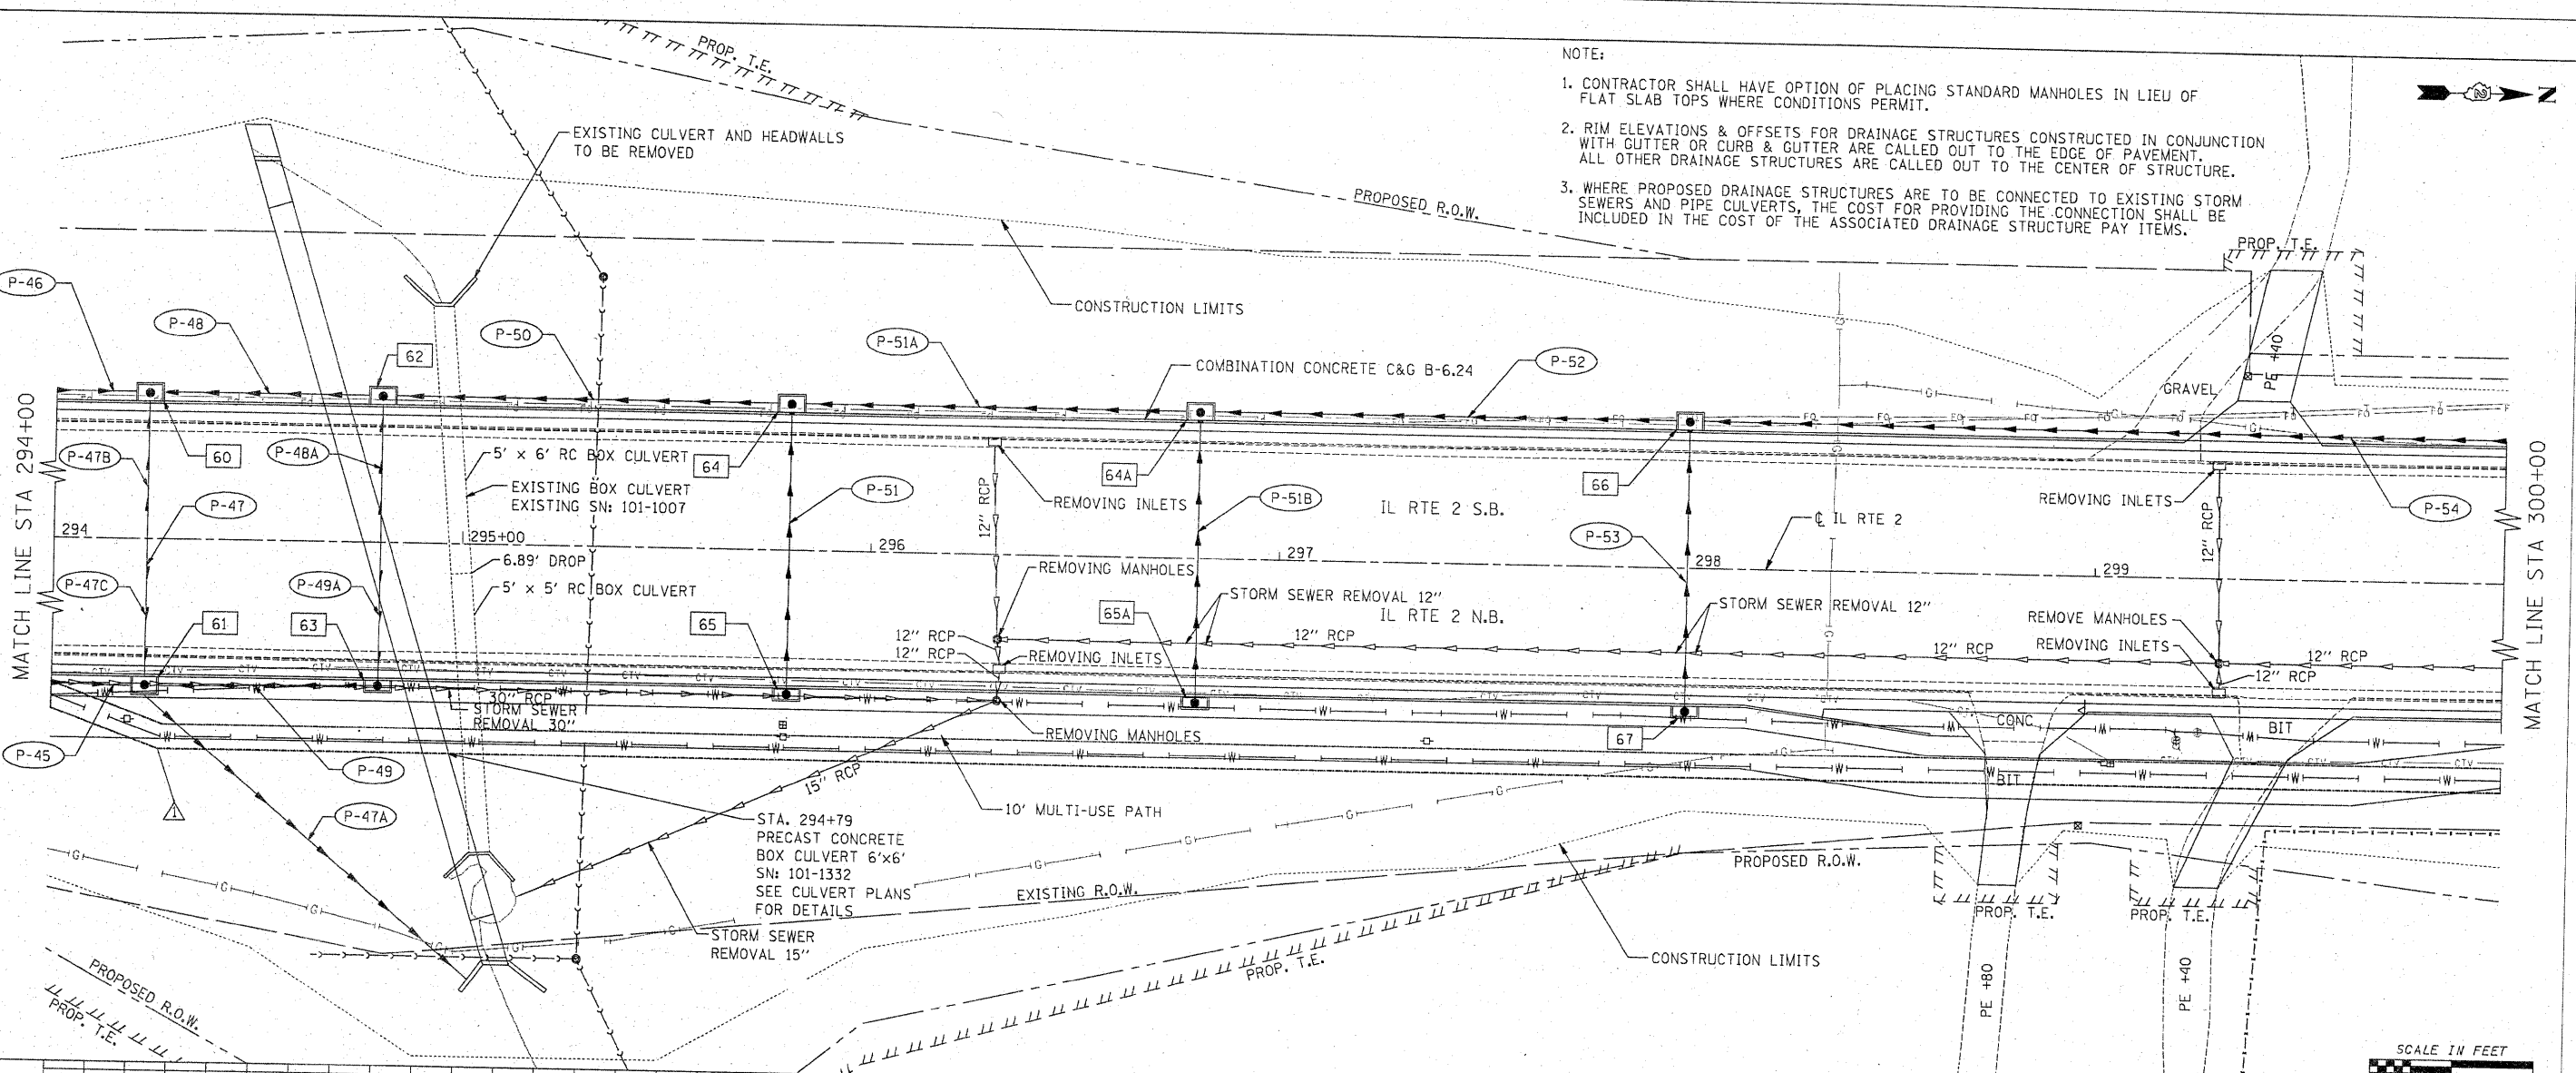 NOTE:
1. CONTRACTOR SHALL HAVE OPTION OF PLACING STANDARD MANHOLES IN LIEU OF
FLAT SLAB TOPS WHERE CONDITIONS PERMIT.
2. RIM ELEVATIONS & OFFSETS FOR DRAINAGE STRUCTURES CONSTRUCTED IN CONJUNCTION
WITH GUTTER OR CURB & GUTTER ARE CALLED OUT TO THE EDGE OF PAVEMENT.
ALL OTHER DRAINAGE STRUCTURES ARE CALLED OUT TO THE CENTER OF STRUCTURE.
3. WHERE PROPOSED DRAINAGE STRUCTURES ARE TO BE CONNECTED TO EXISTING STORM
SEWERS AND PIPE CULVERTS, THE COST FOR PROVIDING THE CONNECTION SHALL BE
INCLUDED IN THE COST OF THE ASSOCIATED DRAINAGE STRUCTURE PAY ITEMS.
N
PROP. T.E.
EXISTING CULVERT AND HEADWALLS
TO BE REMOVED
PROPOSED R.O.W.
PROP. T.E.
CONSTRUCTION LIMITS
P-46
P-48
P-50
P-51A
P-52
62
COMBINATION CONCRETE C&G B-6.24
PE +40
GRAVEL
MATCH LINE STA 294+00
MATCH LINE STA 300+00
P-47B
60
P-48A
5' x 6' RC BOX CULVERT
64
64A
66
EXISTING BOX CULVERT
EXISTING SN: 101-1007
P-47
P-51
12" RCP
REMOVING INLETS
P-51B
IL RTE 2 S.B.
REMOVING INLETS
P-54
℄ IL RTE 2
P-53
12" RCP
294
295+00
296
297
298
299
6.89' DROP
P-47C
P-49A
5' x 5' RC BOX CULVERT
REMOVING MANHOLES
STORM SEWER REMOVAL 12"
IL RTE 2 N.B.
STORM SEWER REMOVAL 12"
REMOVE MANHOLES
61
63
65
65A
12" RCP
12" RCP
REMOVING INLETS
12" RCP
12" RCP
REMOVING INLETS
12" RCP
12" RCP
30" RCP
STORM SEWER
REMOVAL 30"
REMOVING MANHOLES
67
CONC.
BIT
BIT
P-45
P-49
1
P-47A
15" RCP
10' MULTI-USE PATH
STA. 294+79
PRECAST CONCRETE
BOX CULVERT 6'x6'
SN: 101-1332
SEE CULVERT PLANS
FOR DETAILS
EXISTING R.O.W.
PROPOSED R.O.W.
STORM SEWER
REMOVAL 15"
PROP. T.E.
CONSTRUCTION LIMITS
PROP. T.E.
PROP. T.E.
PE +80
PE +40
PROPOSED R.O.W.
PROP. T.E.
SCALE IN FEET